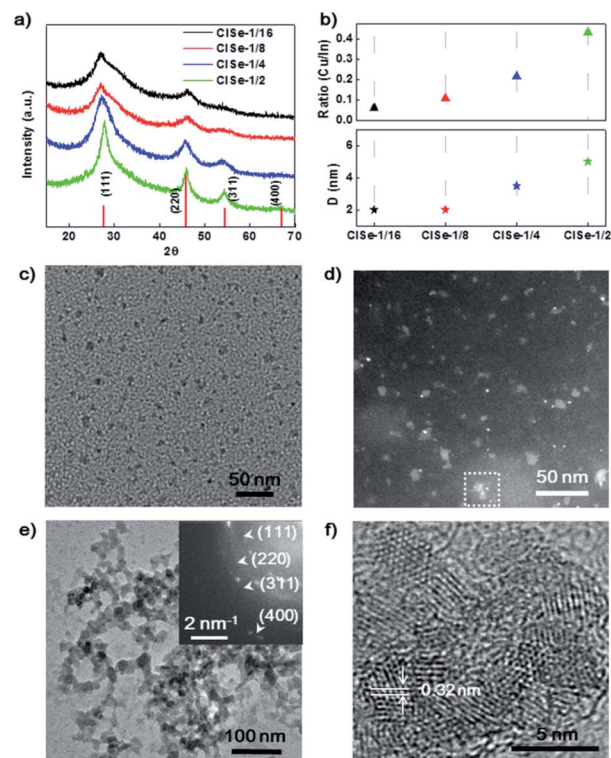 a)
CISe-1/16
CISe-1/8
CISe-1/4
CISe-1/2
Intensity (a.u.)
(111)
(220)
(311)
(400)
20 30 40 50 60 70
2θ
b)
Ratio (Cu/In)
0.4
0.3
0.2
0.1
0.0
D (nm)
6
4
2
CISe-1/16 CISe-1/8 CISe-1/4 CISe-1/2
c)
50 nm
d)
50 nm
e)
(111)
(220)
(311)
(400)
2 nm⁻¹
100 nm
f)
0.32nm
5 nm